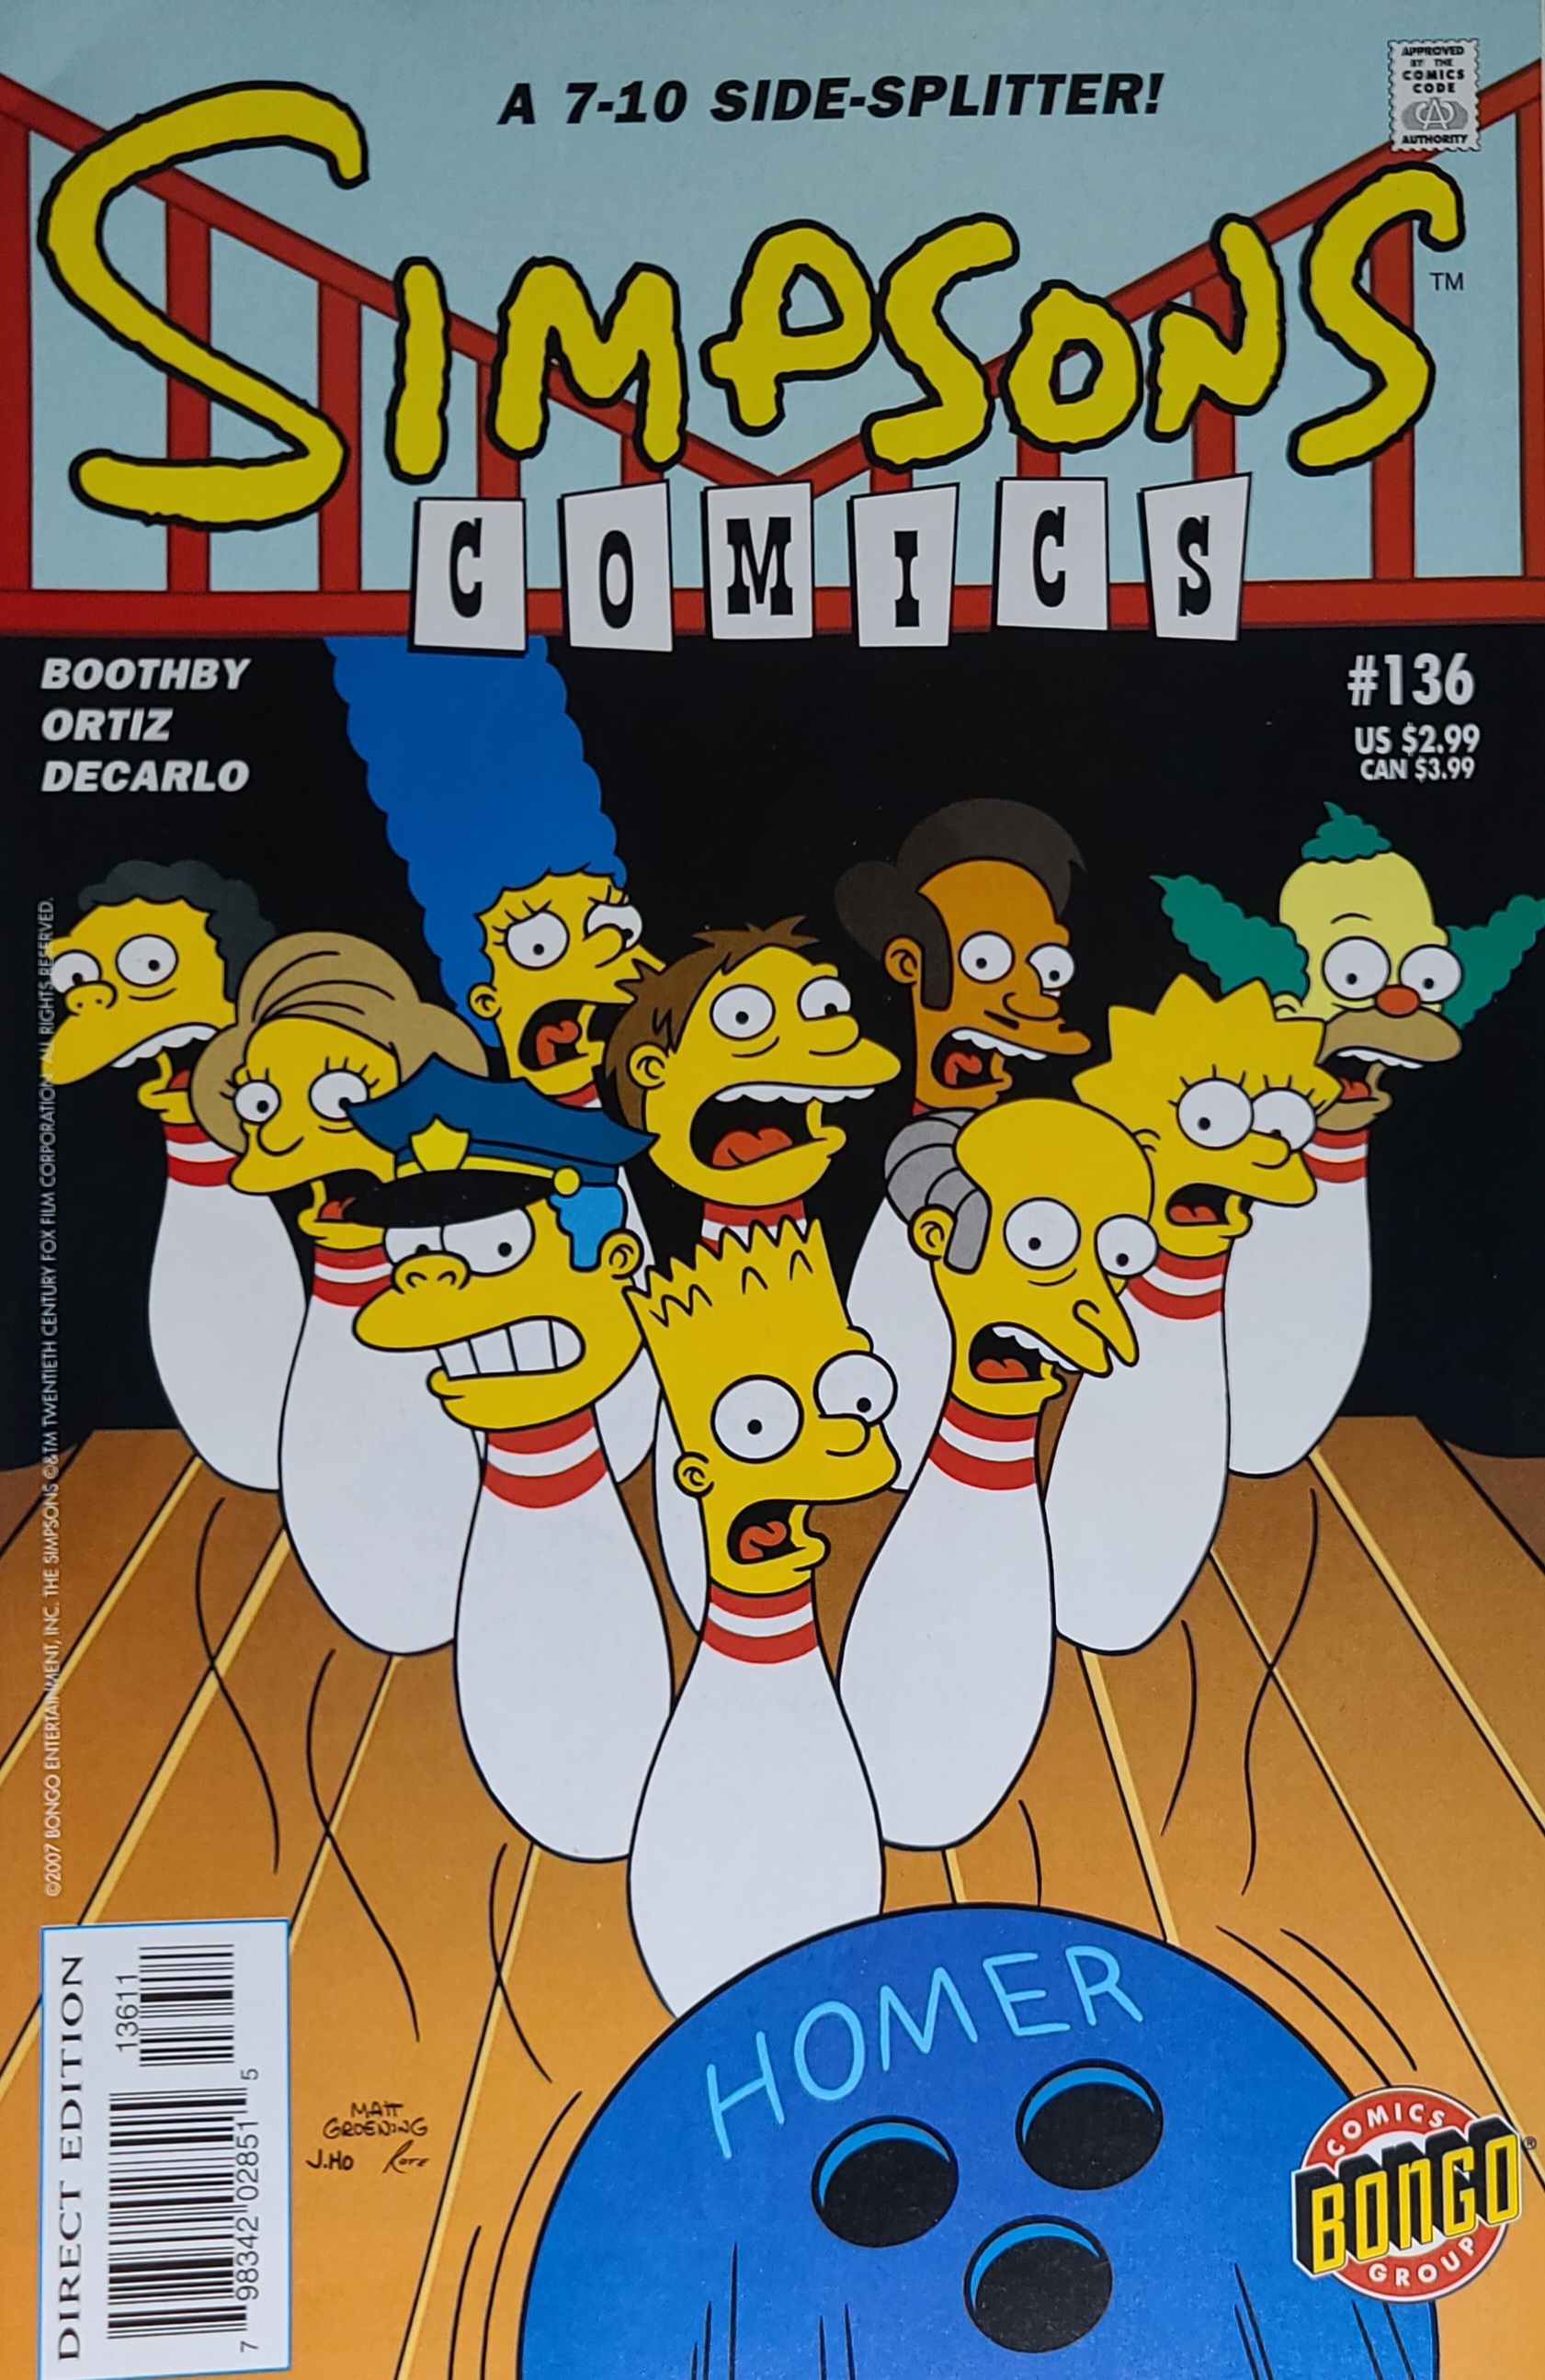 A 7-10 SIDE-SPLITTER!
APPROVED
BY THE
COMICS
CODE
CA
AUTHORITY
SIMPSONS
TM
COMICS
BOOTHBY
ORTIZ
DECARLO
#136
US $2.99
CAN $3.99
©2007 BONGO ENTERTAINMENT, INC. THE SIMPSONS ©&TM TWENTIETH CENTURY FOX FILM CORPORATION. ALL RIGHTS RESERVED.
HOMER
MATT
GROENING
J.HO
DIRECT EDITION
13611
7 98342 02851 5
COMICS
BONGO®
GROUP